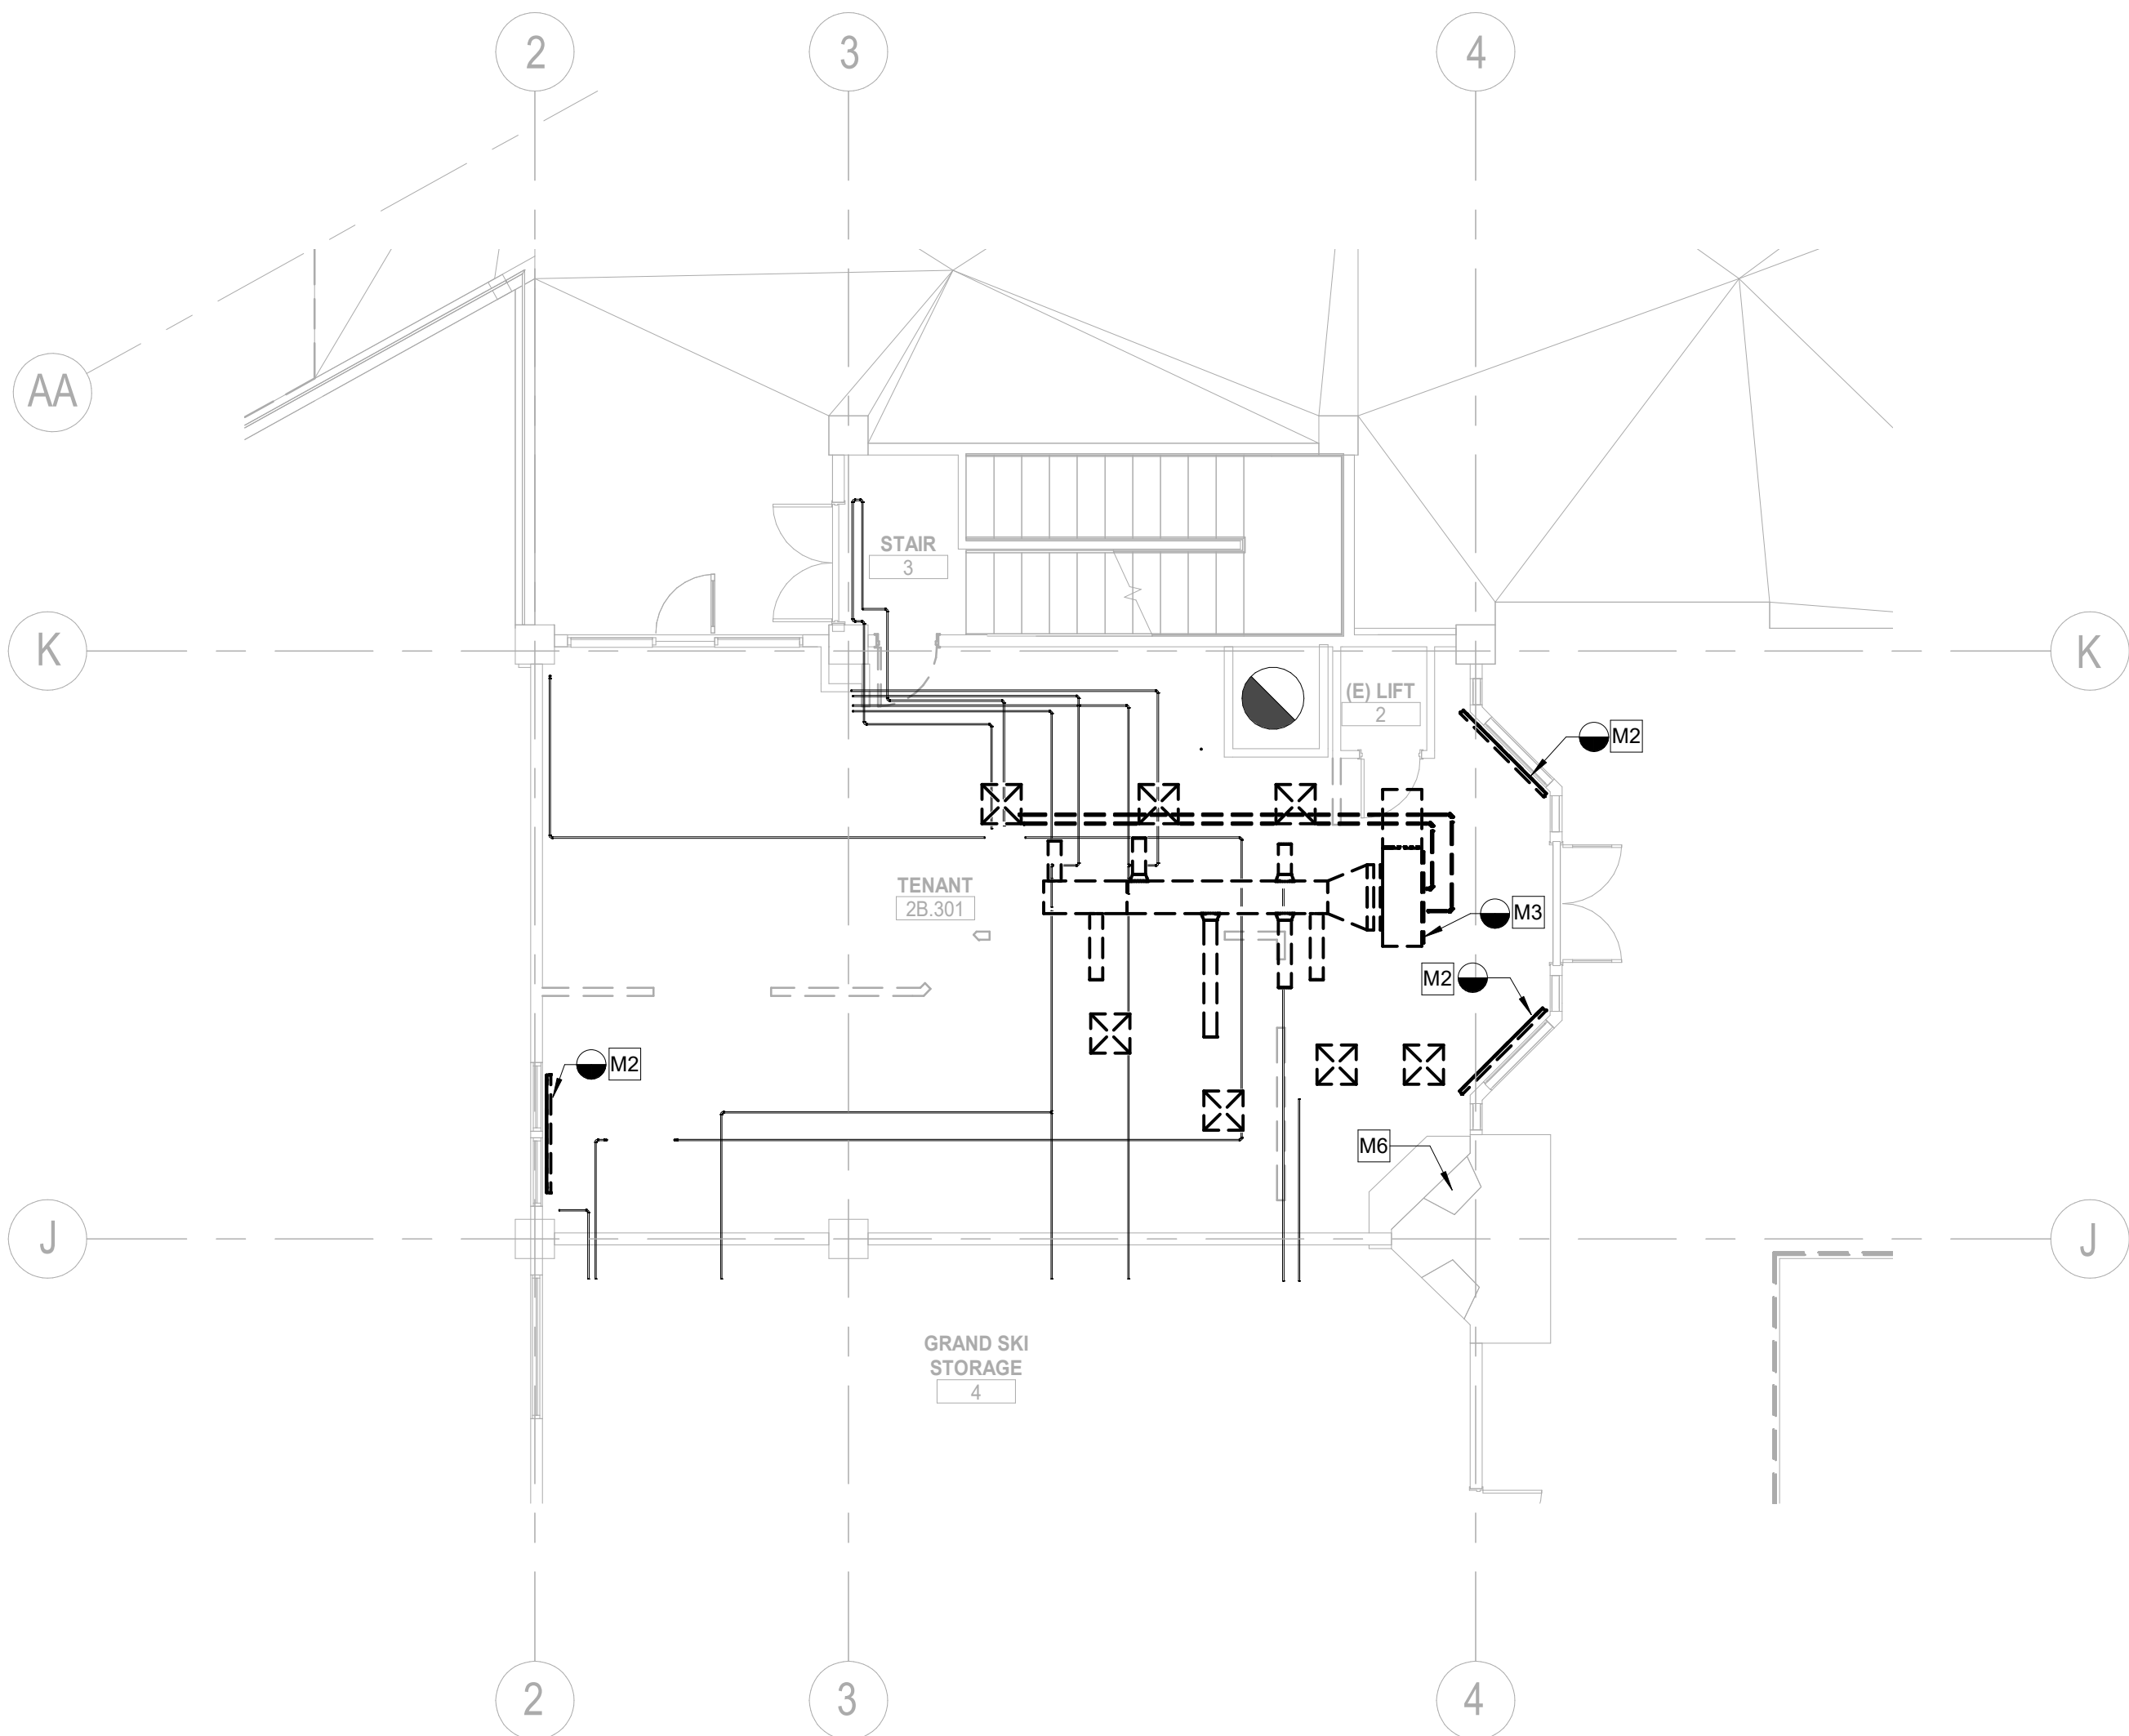 2
3
4
AA
STAIR
3
K
K
(E) LIFT
2
M2
TENANT
2B.301
M3
M2
M2
M6
J
J
GRAND SKI
STORAGE
4
2
3
4